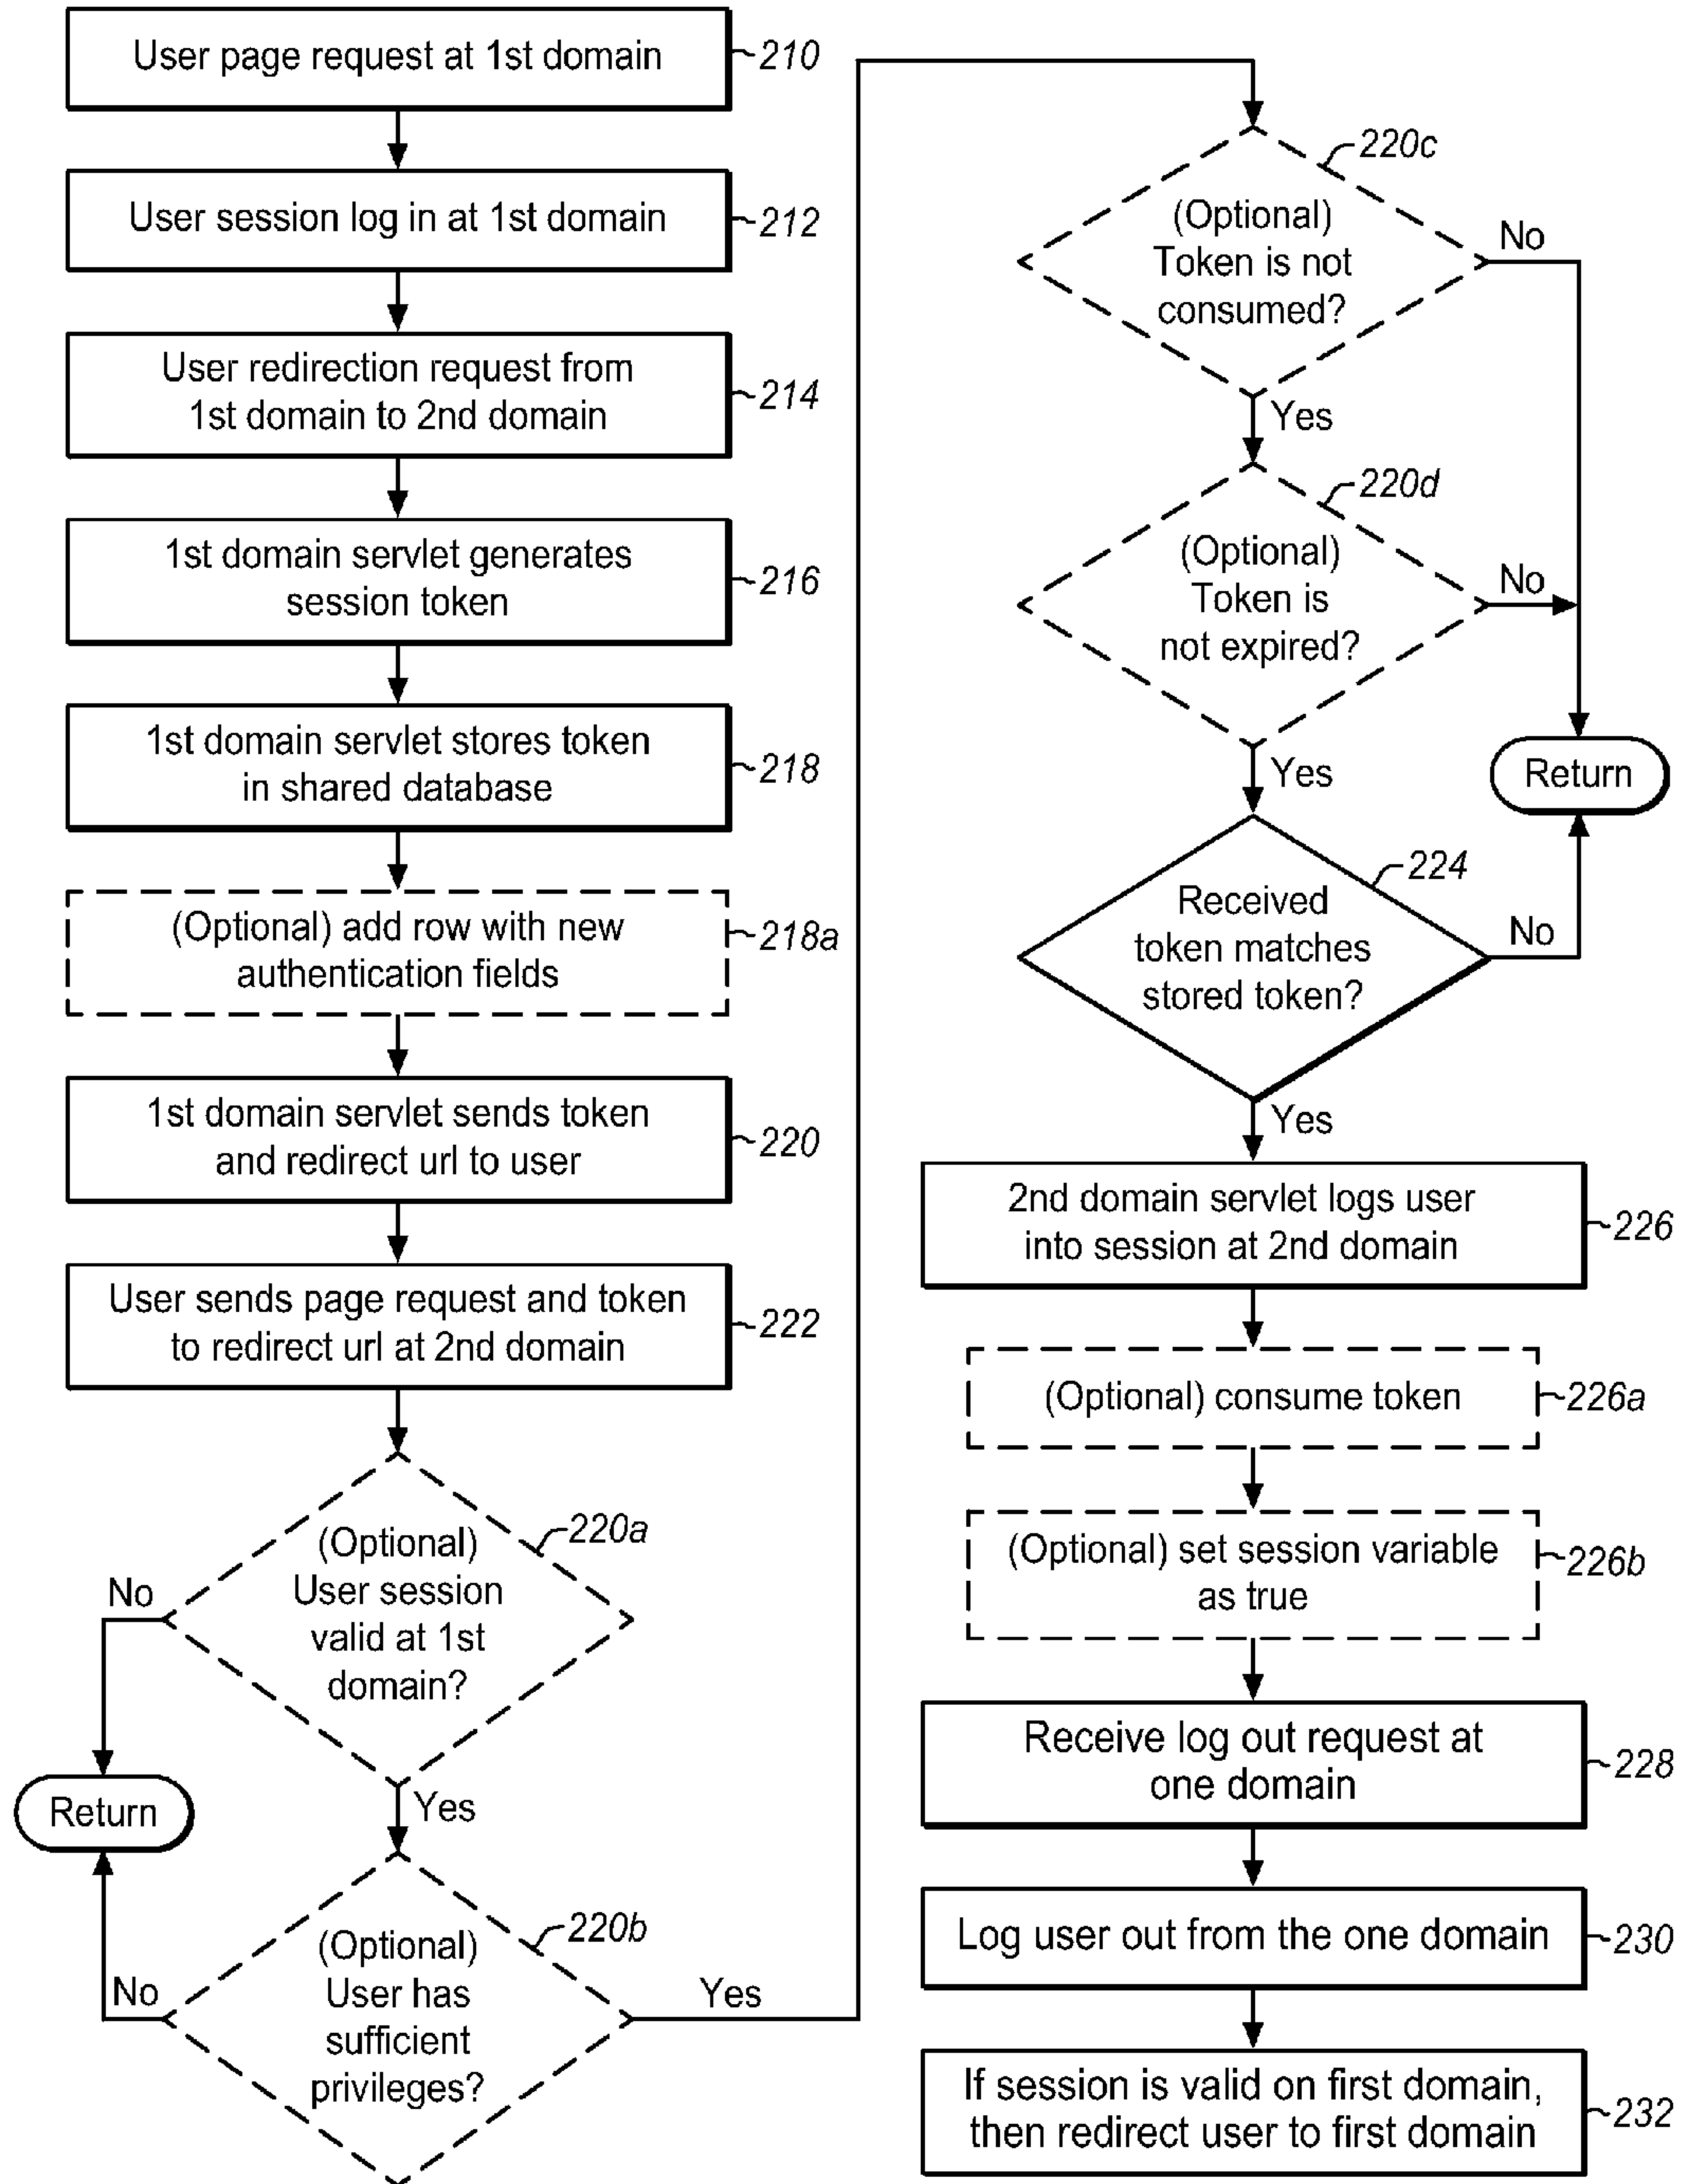 User page request at 1st domain
210
User session log in at 1st domain
212
User redirection request from
1st domain to 2nd domain
214
1st domain servlet generates
session token
216
1st domain servlet stores token
in shared database
218
(Optional) add row with new
authentication fields
218a
1st domain servlet sends token
and redirect url to user
220
User sends page request and token
to redirect url at 2nd domain
222
(Optional)
User session
valid at 1st
domain?
220a
No
Return
Yes
(Optional)
User has
sufficient
privileges?
220b
No
Yes
(Optional)
Token is not
consumed?
220c
No
Yes
(Optional)
Token is
not expired?
220d
No
Return
Yes
Received
token matches
stored token?
224
No
Yes
2nd domain servlet logs user
into session at 2nd domain
226
(Optional) consume token
226a
(Optional) set session variable
as true
226b
Receive log out request at
one domain
228
Log user out from the one domain
230
If session is valid on first domain,
then redirect user to first domain
232